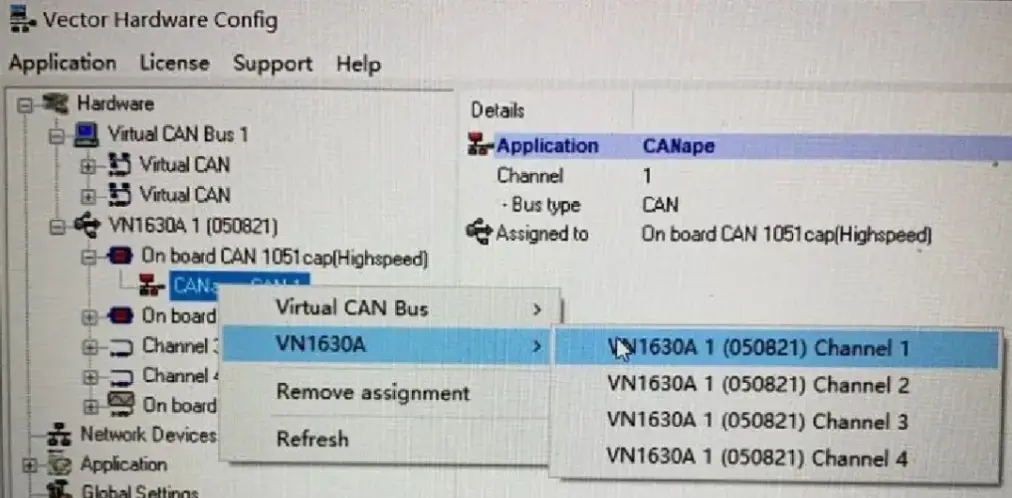 Vector Hardware Config
Application License Support Help
Hardware
Virtual CAN Bus 1
Virtual CAN
Virtual CAN
VN1630A 1 (050821)
On board CAN 1051cap(Highspeed)
On board
Channel
Channel
On board
Network Devices
Application
Global Settings
Details
Application CANape
Channel 1
- Bus type CAN
Assigned to On board CAN 1051cap(Highspeed)
Virtual CAN Bus
VN1630A
Remove assignment
Refresh
VN1630A 1 (050821) Channel 1
VN1630A 1 (050821) Channel 2
VN1630A 1 (050821) Channel 3
VN1630A 1 (050821) Channel 4